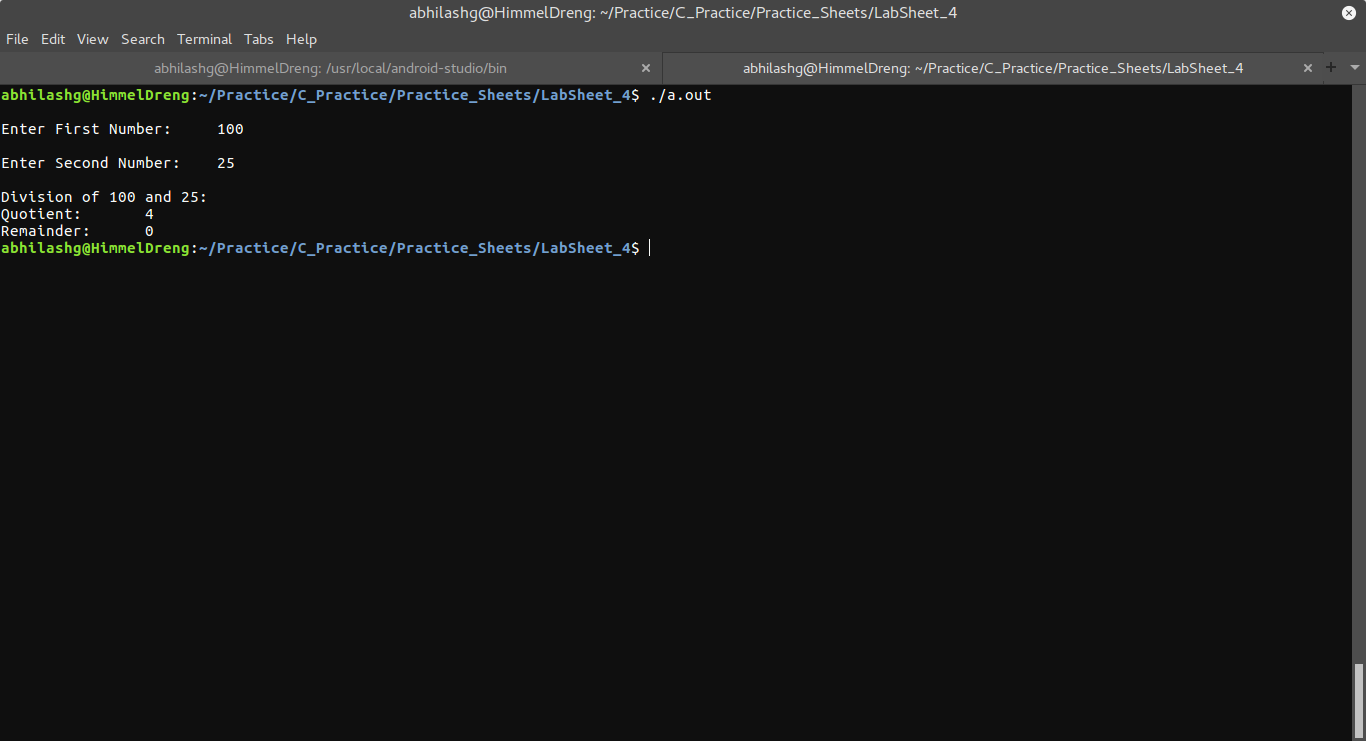 abhilashg@HimmelDreng: ~/Practice/C_Practice/Practice_Sheets/LabSheet_4
File Edit View Search Terminal Tabs Help
abhilashg@HimmelDreng: /usr/local/android-studio/bin
abhilashg@HimmelDreng: ~/Practice/C_Practice/Practice_Sheets/LabSheet_4
abhilashg@HimmelDreng:~/Practice/C_Practice/Practice_Sheets/LabSheet_4$ ./a.out
Enter First Number:     100
Enter Second Number:    25
Division of 100 and 25:
Quotient:       4
Remainder:      0
abhilashg@HimmelDreng:~/Practice/C_Practice/Practice_Sheets/LabSheet_4$